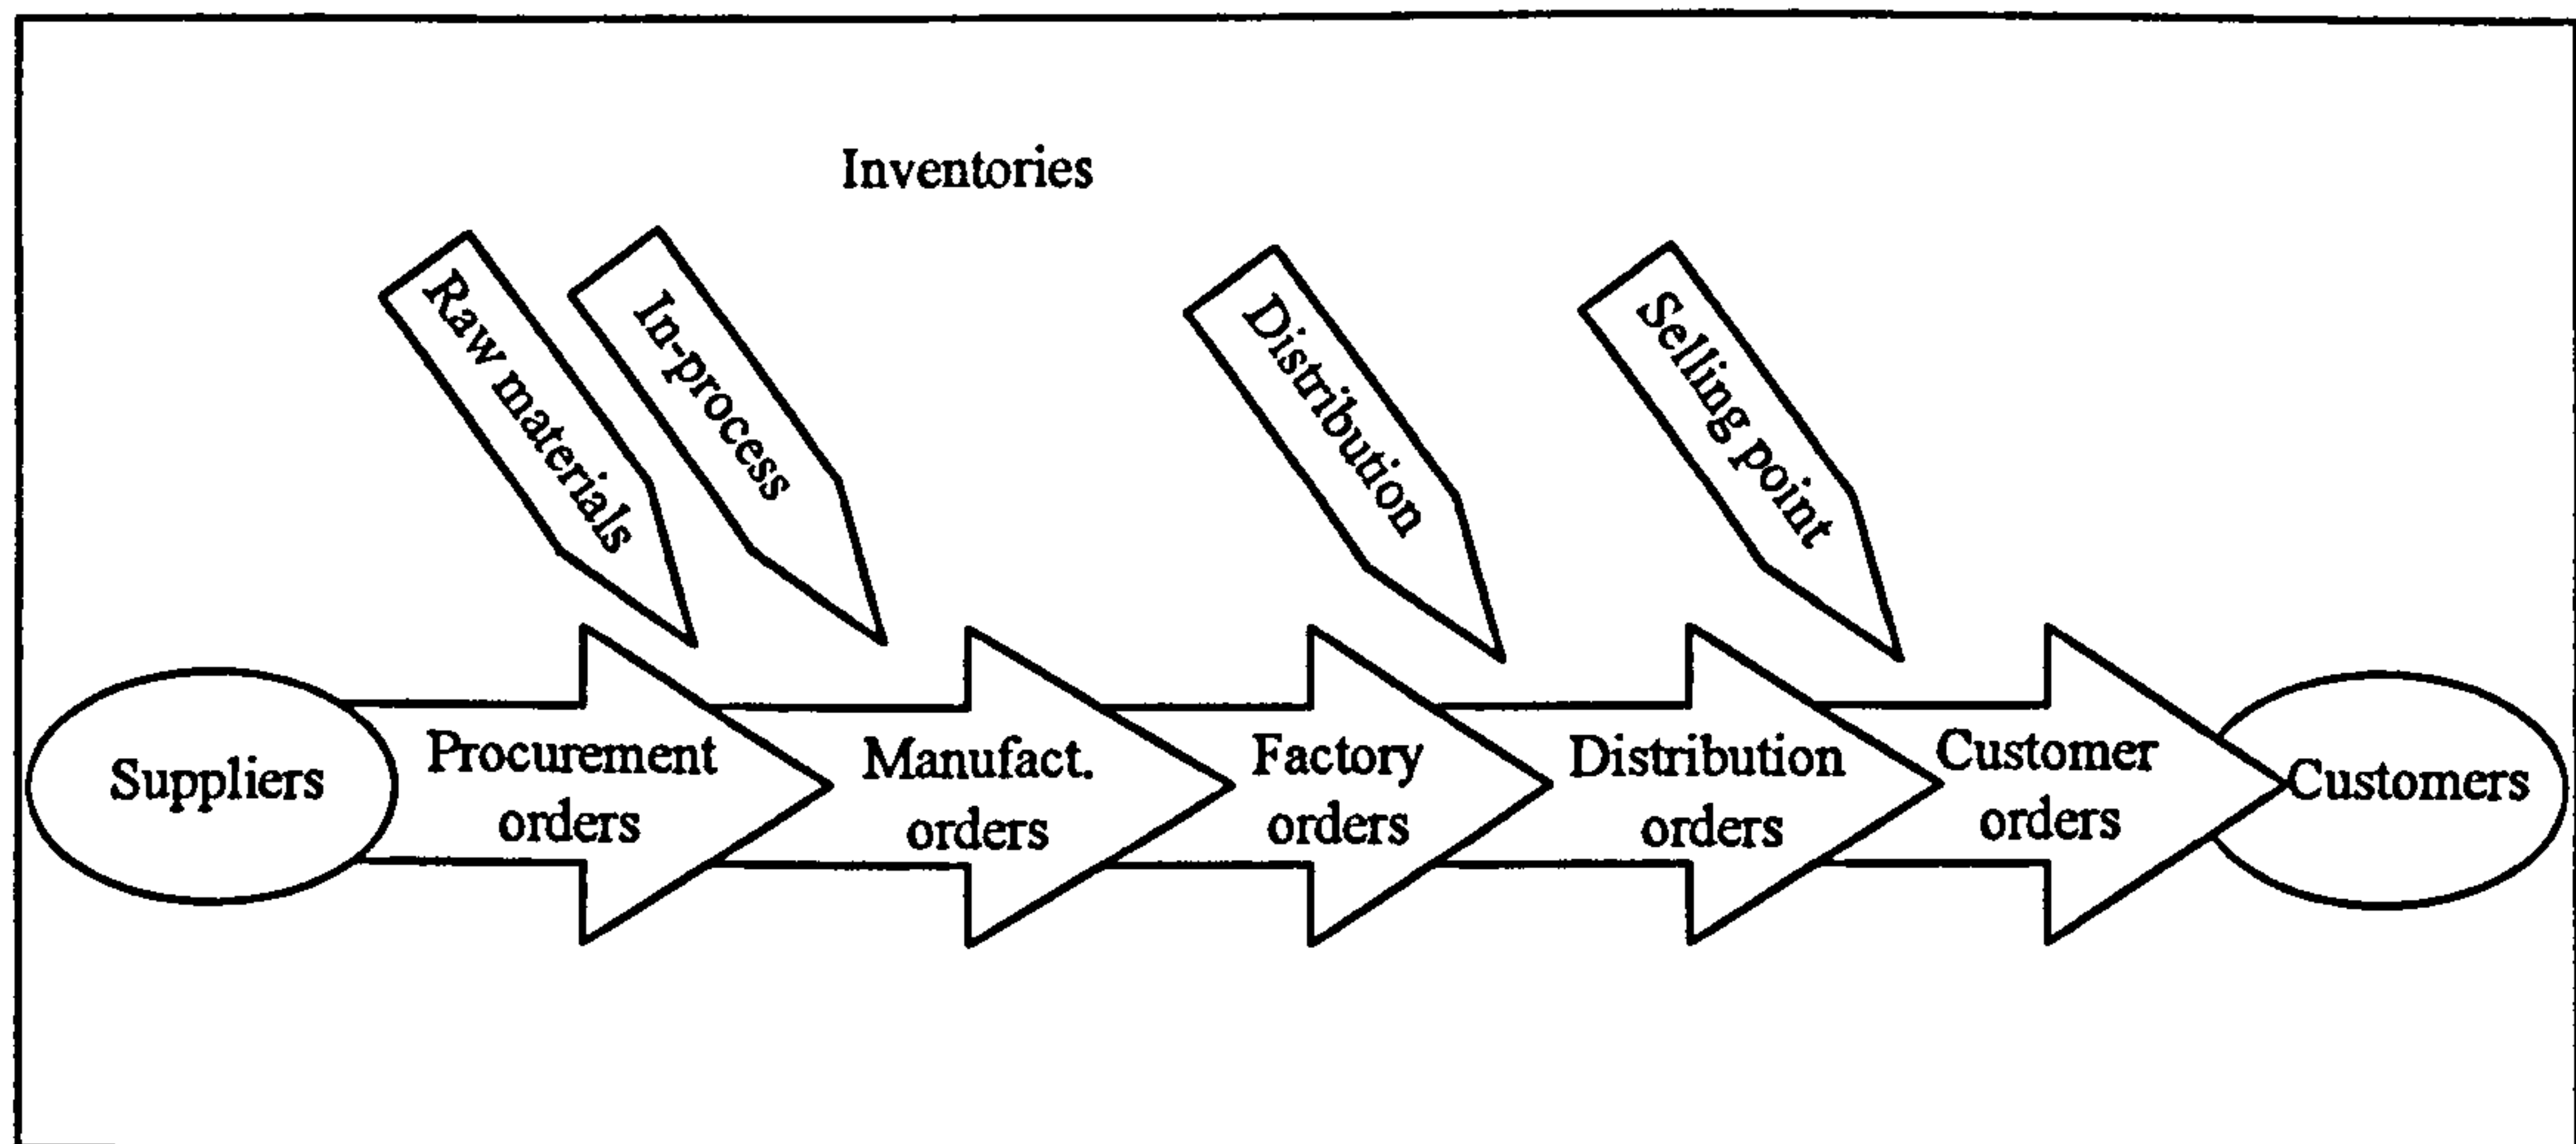 Inventories
Raw materials
In-process
Distribution
Selling point
Suppliers
Procurement
orders
Manufact.
orders
Factory
orders
Distribution
orders
Customer
orders
Customers